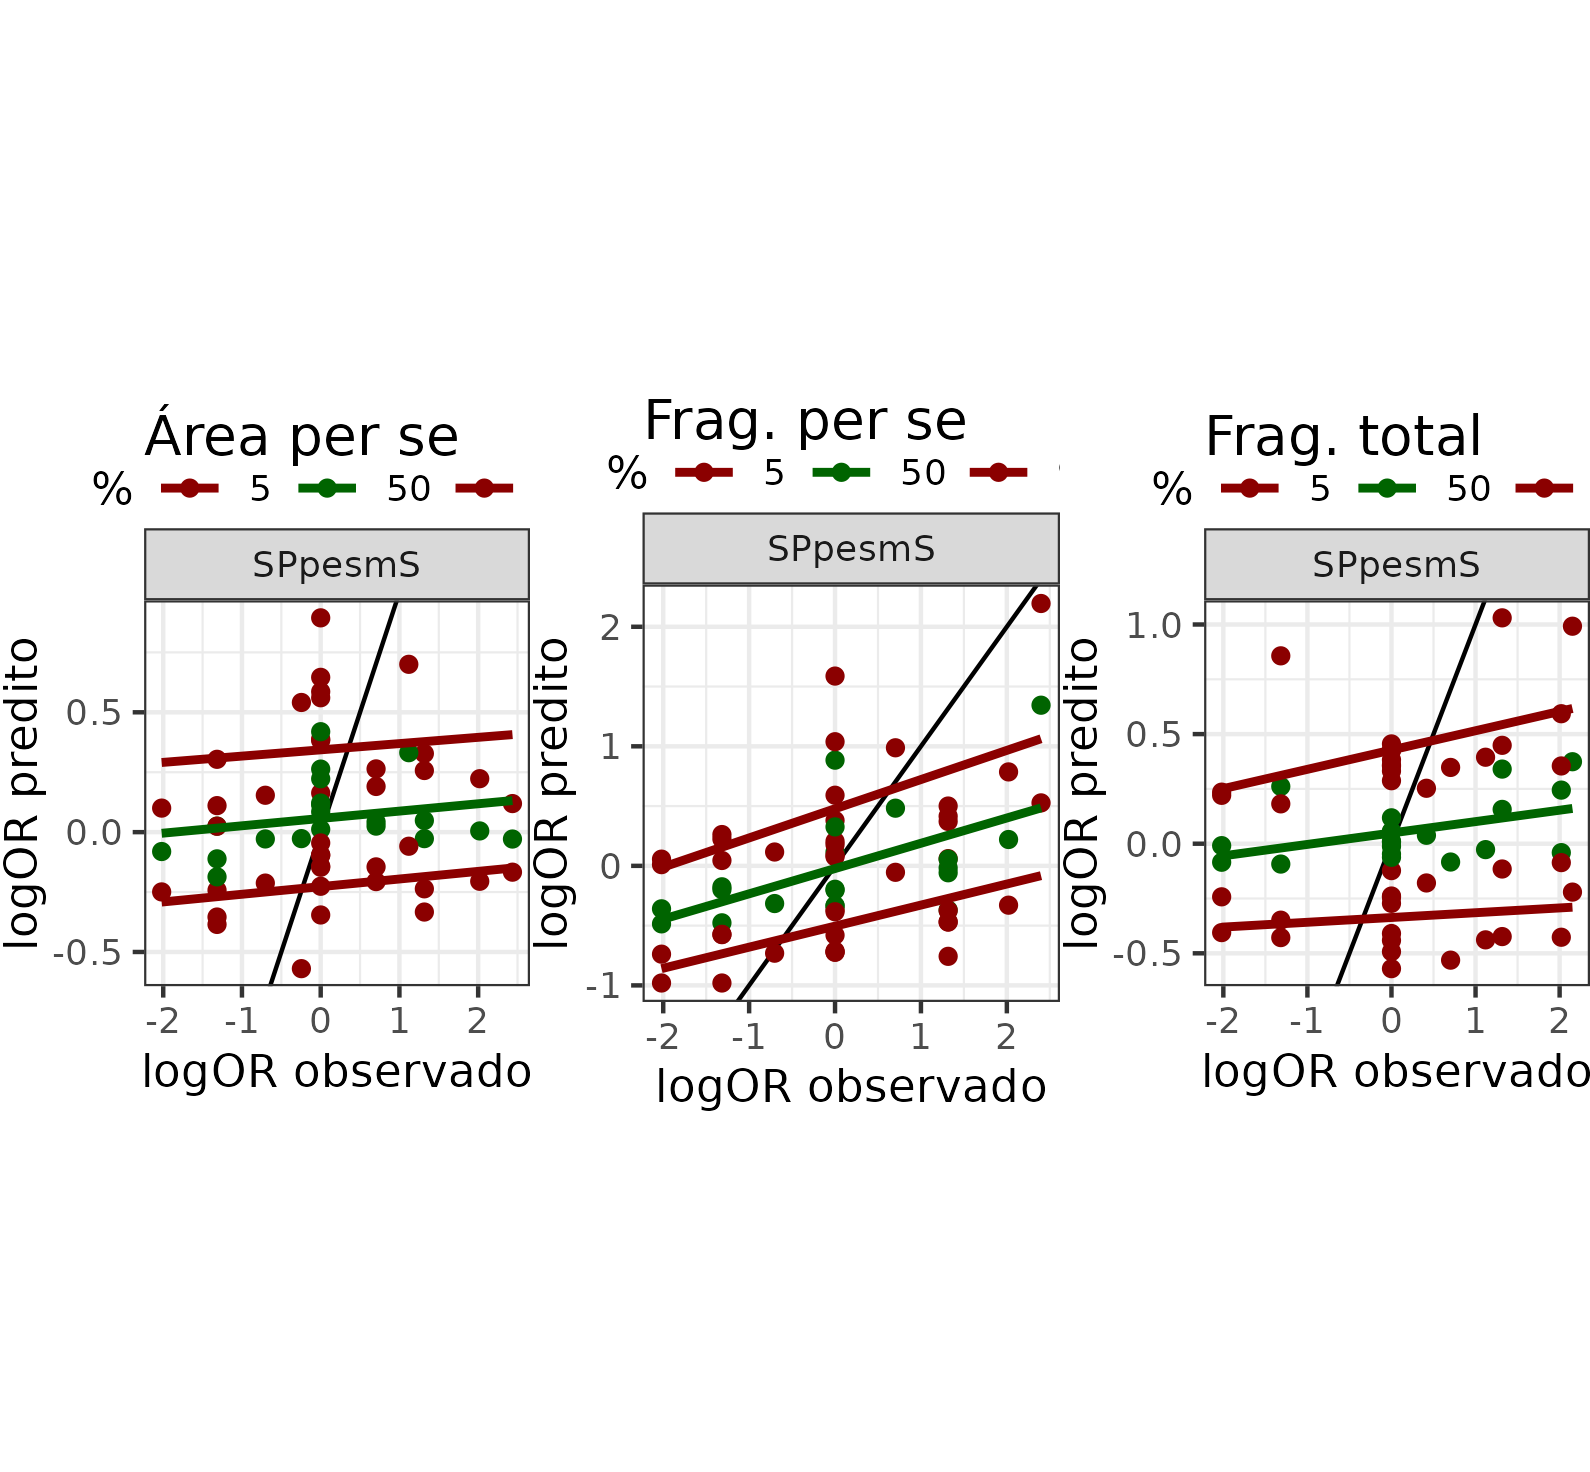 Área per se
% 5 50
SPpesmS
logOR predito
0.5
0.0
-0.5
-2 -1 0 1 2
logOR observado
Frag. per se
% 5 50
SPpesmS
logOR predito
2
1
0
-1
-2 -1 0 1 2
logOR observado
Frag. total
% 5 50
SPpesmS
logOR predito
1.0
0.5
0.0
-0.5
-2 -1 0 1 2
logOR observado